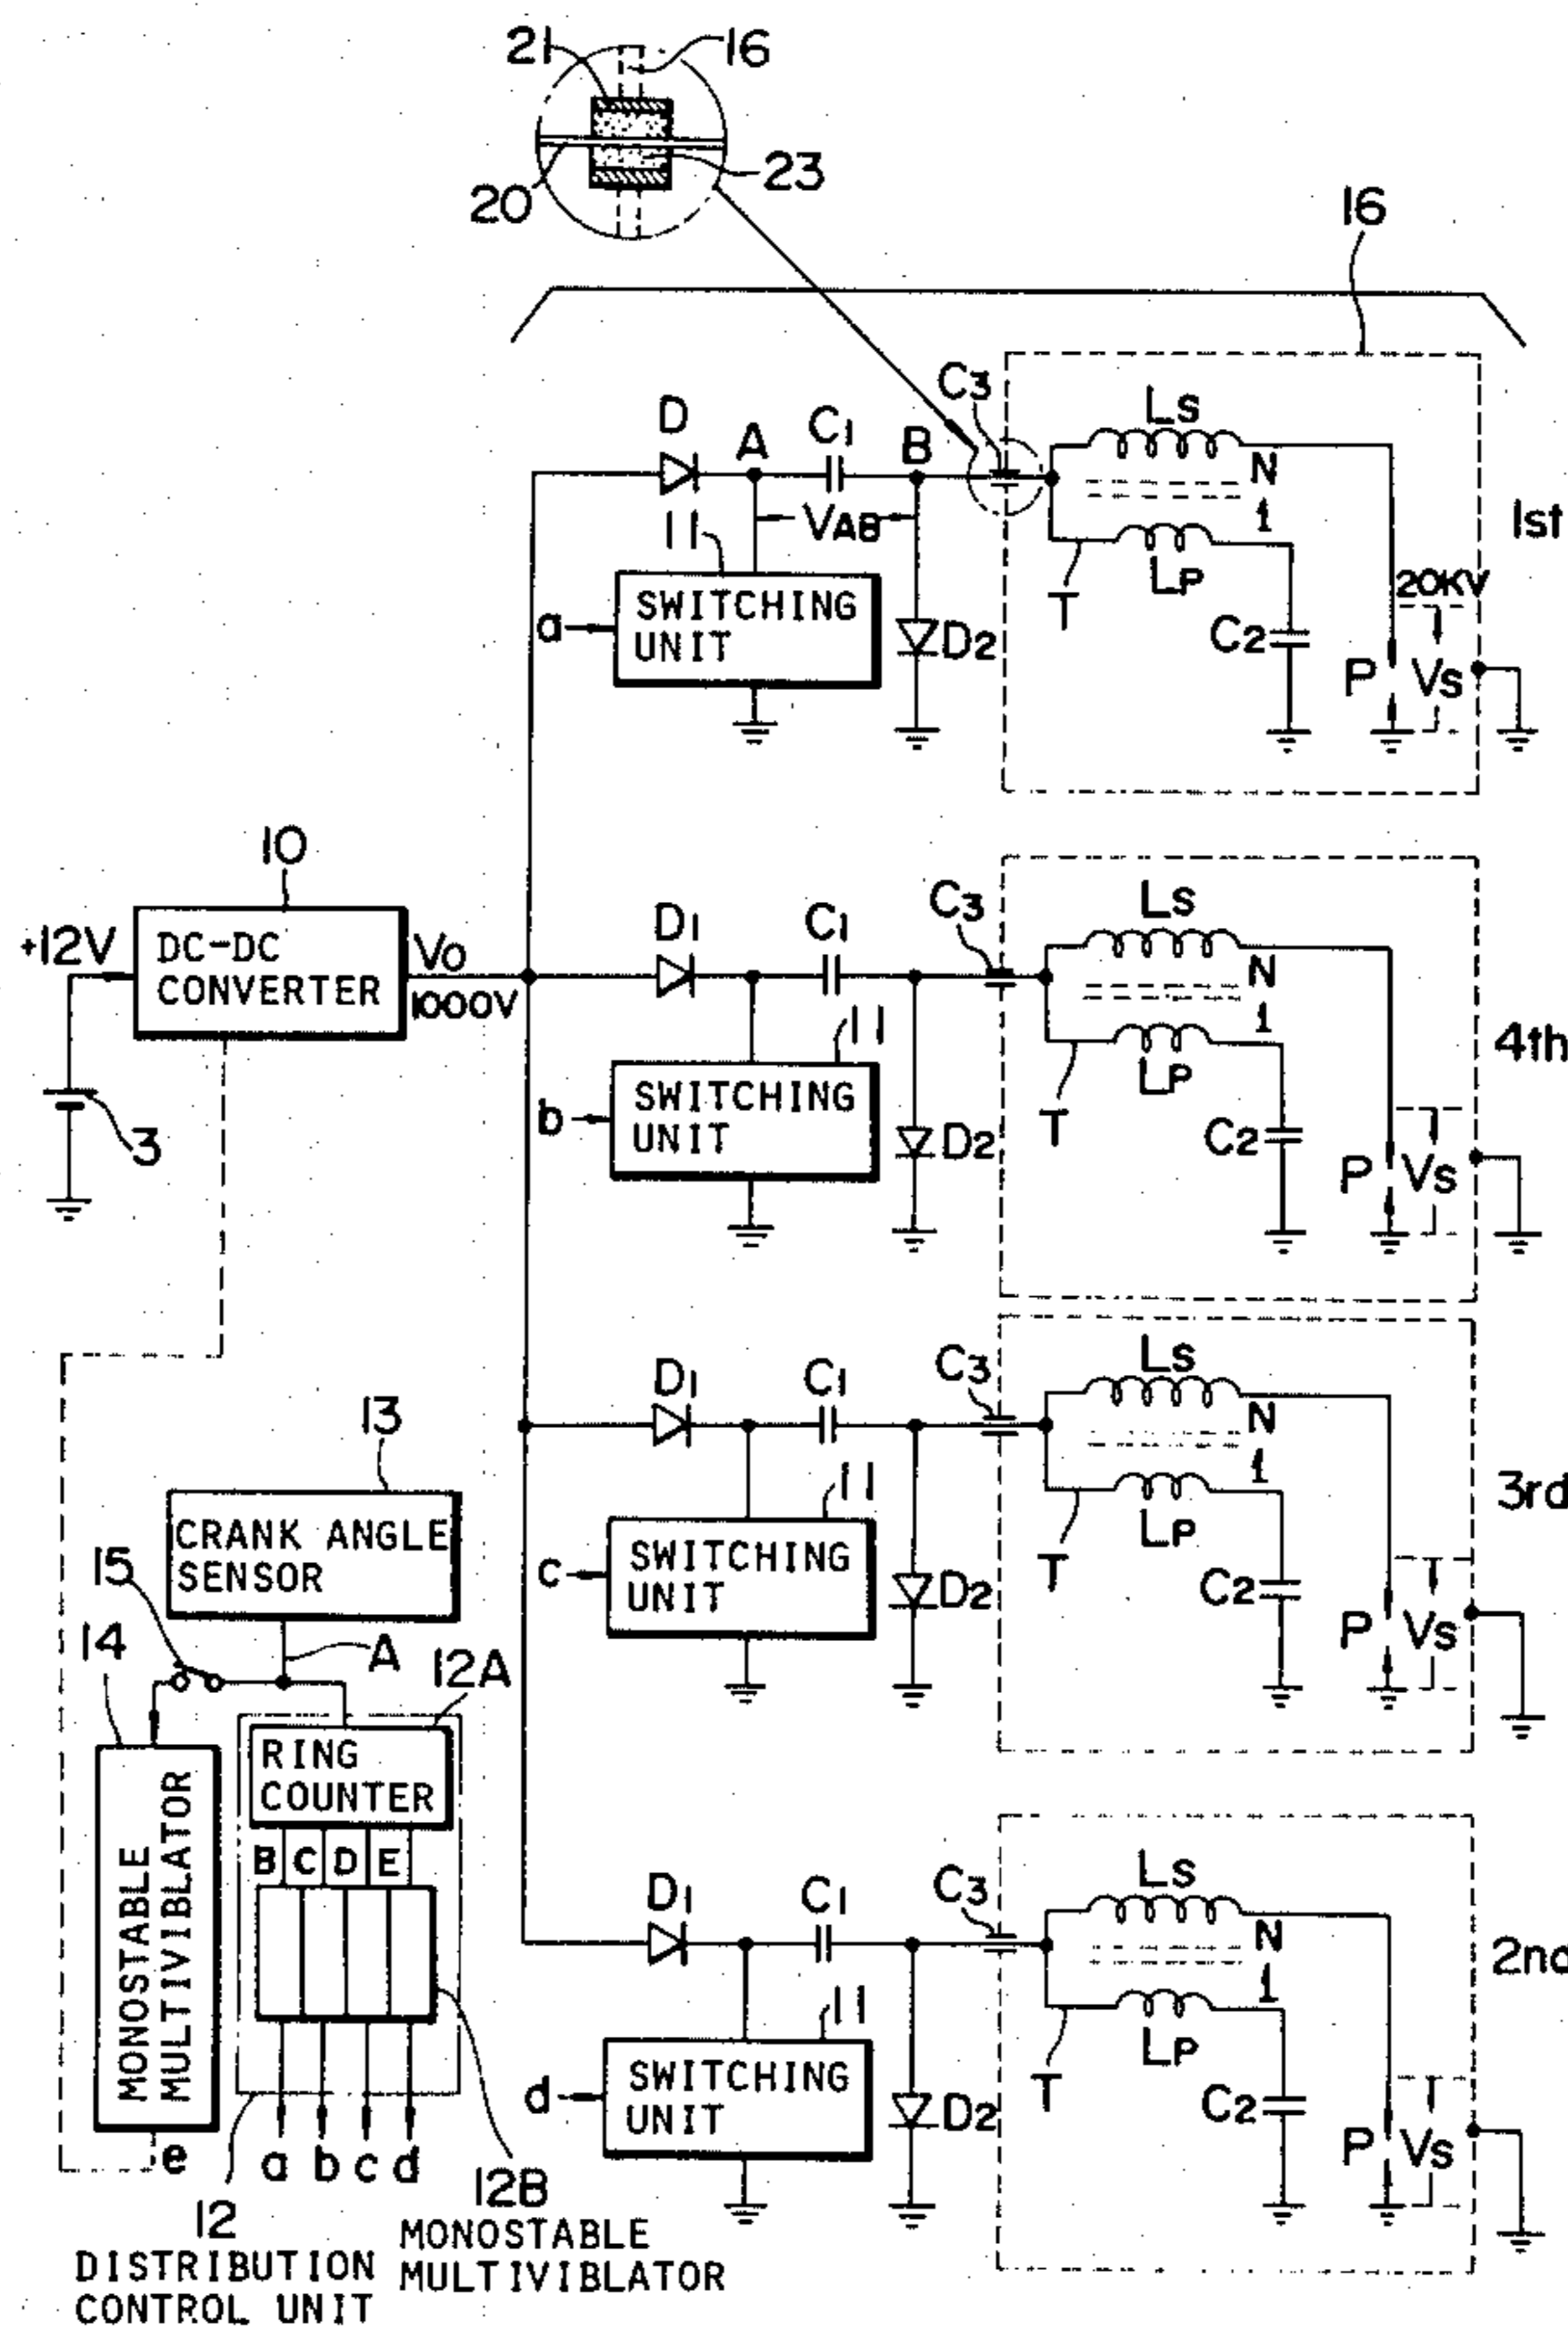 21
16
20
23
16
C3
Ls
D
A
C1
B
N
1
1st
11
VAB
LP
T
20KV
SWITCHING
UNIT
a
D2
C2
P
Vs
10
+12V
DC-DC
CONVERTER
Vo
1000V
3
D1
C1
C3
Ls
N
1
4th
11
LP
T
SWITCHING
UNIT
b
D2
C2
P
Vs
D1
C1
C3
Ls
N
1
3rd
11
LP
T
SWITCHING
UNIT
c
D2
C2
P
Vs
13
CRANK ANGLE
SENSOR
15
14
A
12A
RING
COUNTER
B C D E
MONOSTABLE
MULTIVIBLATOR
e
a b c d
12
DISTRIBUTION
CONTROL UNIT
12B
MONOSTABLE
MULTIVIBLATOR
D1
C1
C3
Ls
N
1
2nd
11
LP
T
SWITCHING
UNIT
d
D2
C2
P
Vs